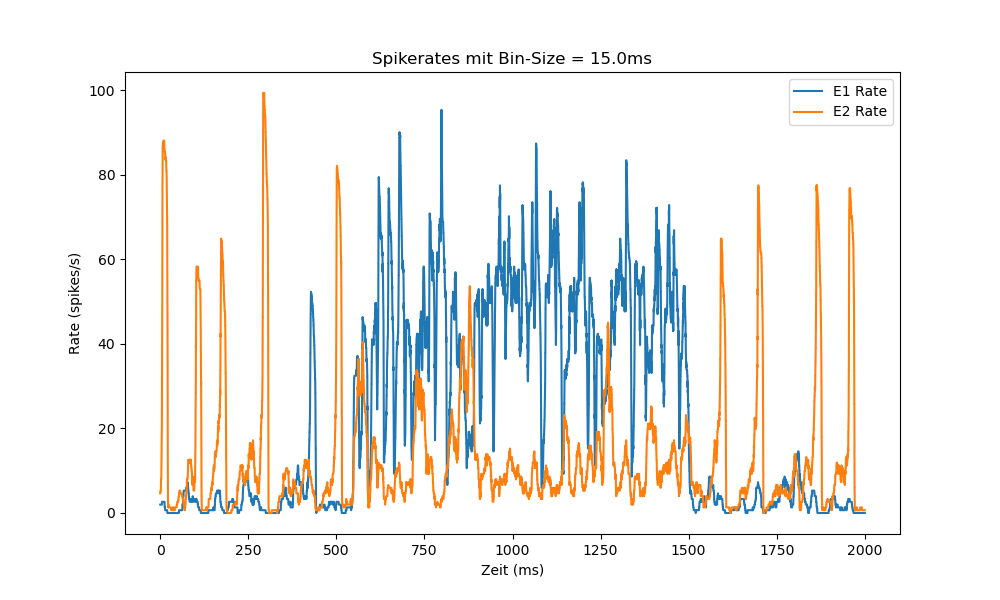 Spikerates mit Bin-Size = 15.0ms
E1 Rate
E2 Rate
Rate (spikes/s)
100
80
60
40
20
0
0 250 500 750 1000 1250 1500 1750 2000
Zeit (ms)